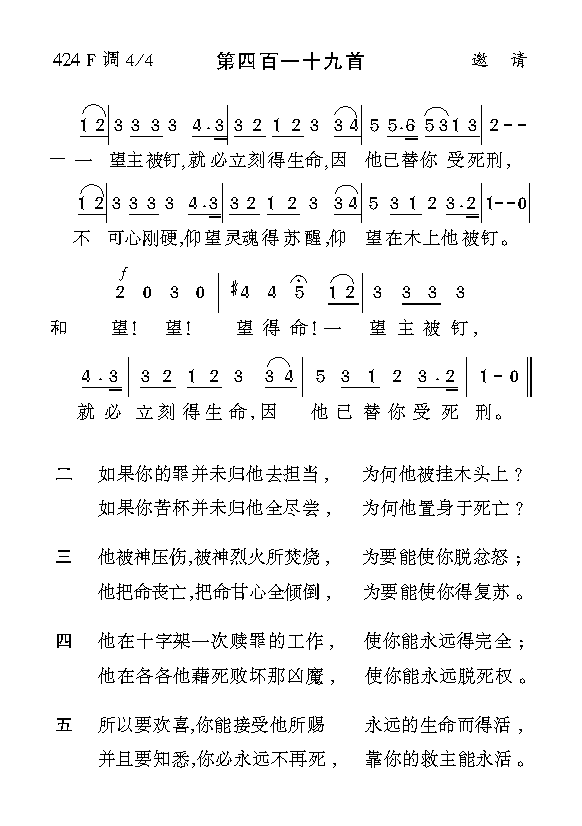 424 F 调 4/4 第四百一十九首 邀 请
1 2 | 3 3 3 3 4 . 3 | 3 2 1 2 3 3 4 | 5 5 . 6 5 3 1 3 | 2 - -
一 一 望主被钉,就必立刻得生命,因 他已替你 受死刑,
1 2 | 3 3 3 3 4 . 3 | 3 2 1 2 3 3 4 | 5 3 1 2 3 . 2 | 1 - - 0 |
不 可心刚硬,仰望灵魂得苏醒,仰 望在木上他被钉。
f
2 0 3 0 | #4 4 5 1 2 | 3 3 3 3
和 望! 望! 望得命!一 望主被钉,
4 . 3 | 3 2 1 2 3 3 4 | 5 3 1 2 3 . 2 | 1 - 0 ‖
就必 立刻得生命,因 他已替你受死 刑。
二 如果你的罪并未归他去担当, 为何他被挂木头上?
如果你苦杯并未归他全尽尝, 为何他置身于死亡?
三 他被神压伤,被神烈火所焚烧, 为要能使你脱忿怒;
他把命丧亡,把命甘心全倾倒, 为要能使你得复苏。
四 他在十字架一次赎罪的工作, 使你能永远得完全;
他在各各他藉死败坏那凶魔, 使你能永远脱死权。
五 所以要欢喜,你能接受他所赐 永远的生命而得活,
并且要知悉,你必永远不再死, 靠你的救主能永活。